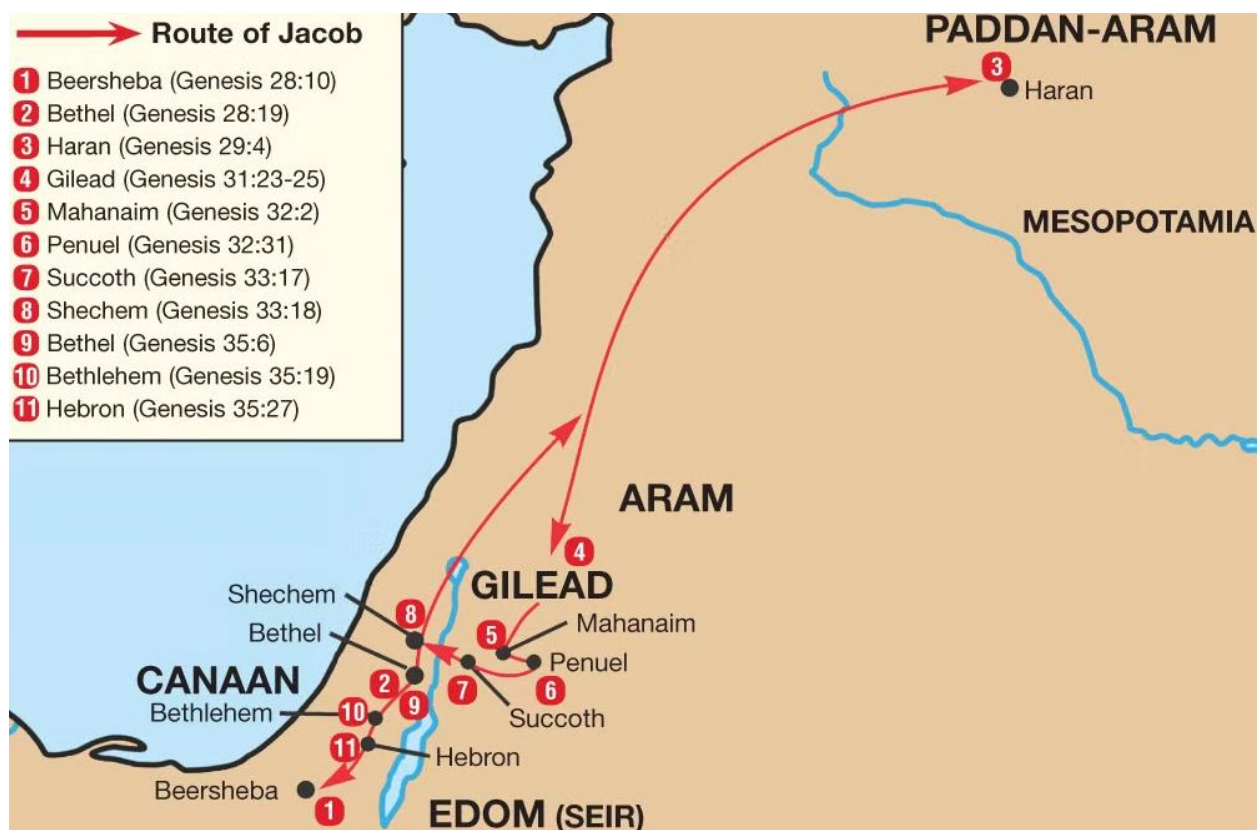 Route of Jacob
1 Beersheba (Genesis 28:10)
2 Bethel (Genesis 28:19)
3 Haran (Genesis 29:4)
4 Gilead (Genesis 31:23-25)
5 Mahanaim (Genesis 32:2)
6 Penuel (Genesis 32:31)
7 Succoth (Genesis 33:17)
8 Shechem (Genesis 33:18)
9 Bethel (Genesis 35:6)
10 Bethlehem (Genesis 35:19)
11 Hebron (Genesis 35:27)
PADDAN-ARAM
3
Haran
MESOPOTAMIA
ARAM
4
GILEAD
Shechem
8
Mahanaim
5
Bethel
Penuel
6
CANAAN
2
9
7
Succoth
Bethlehem
10
11
Hebron
Beersheba
1
EDOM (SEIR)